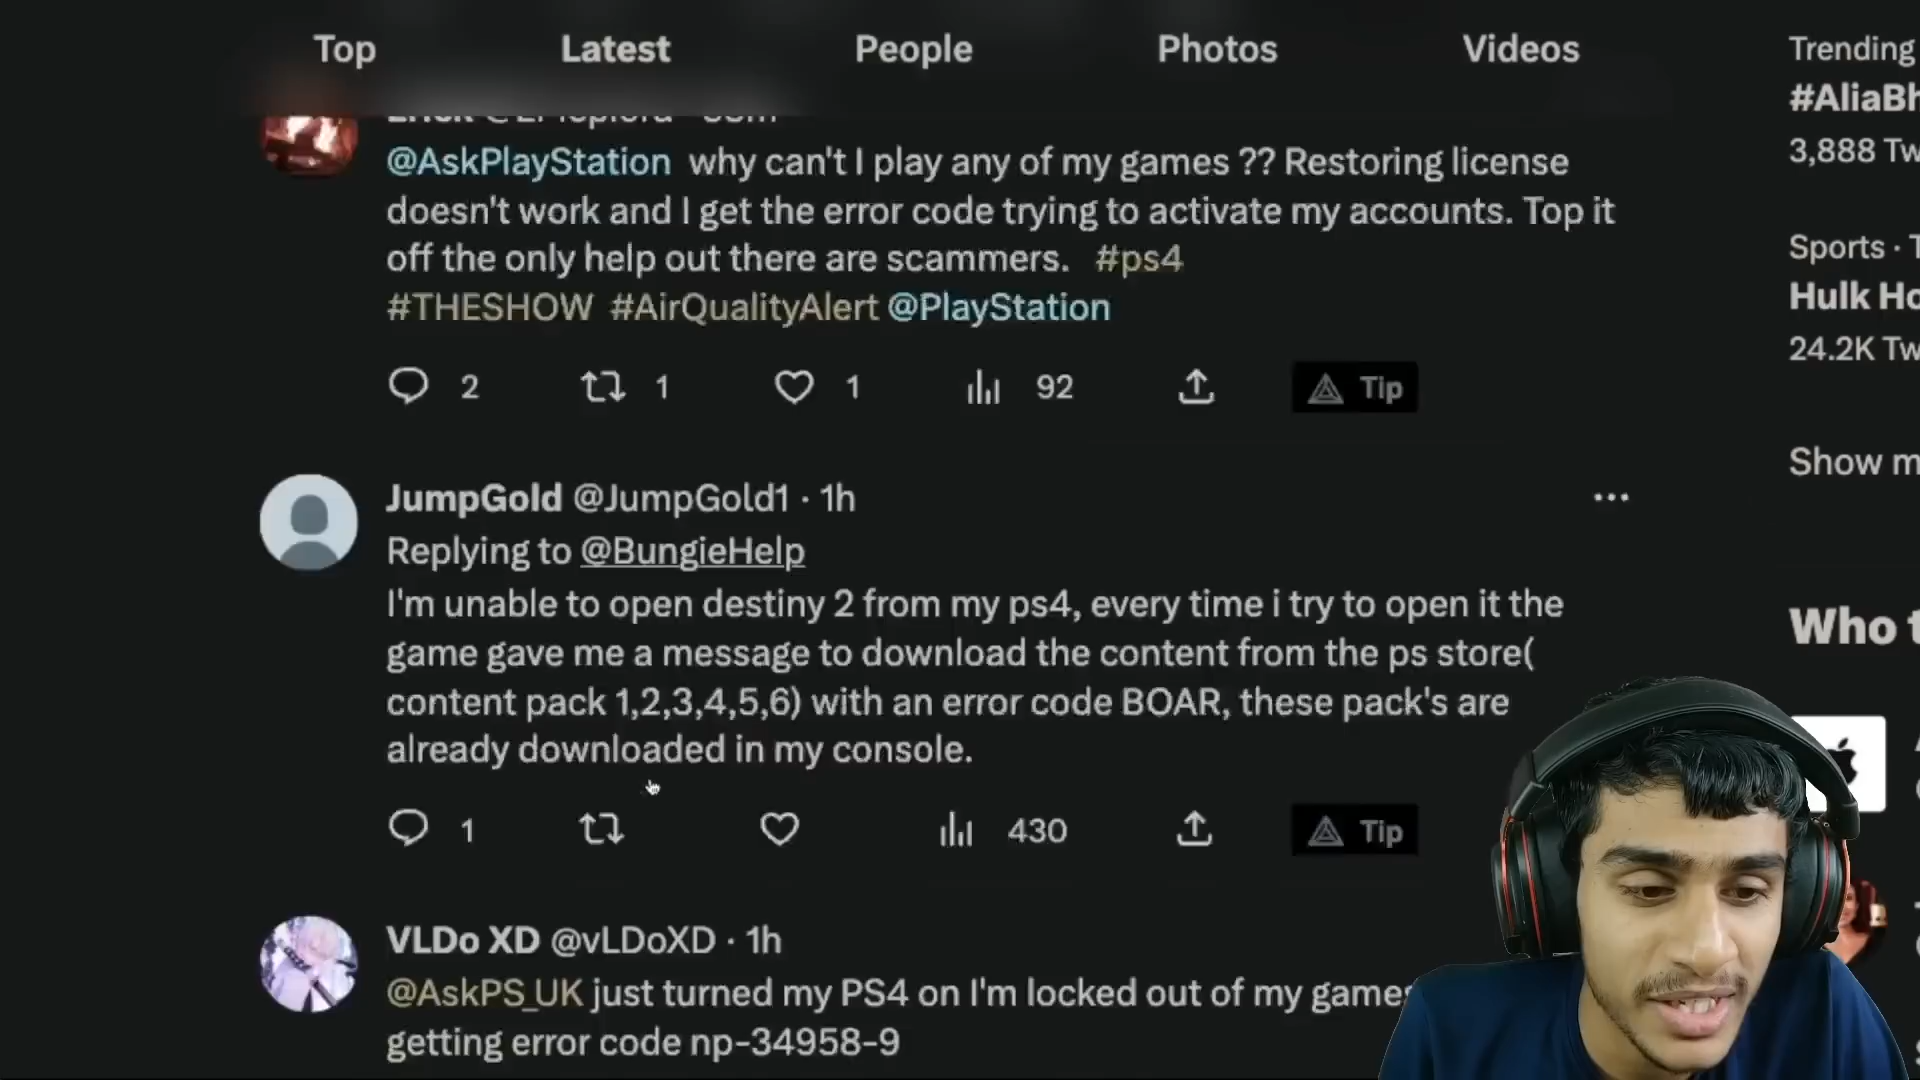 Top Latest People Photos Videos
@AskPlayStation why can't I play any of my games ?? Restoring license
doesn't work and I get the error code trying to activate my accounts. Top it
off the only help out there are scammers. #ps4
#THESHOW #AirQualityAlert @PlayStation
2 1 1 92 Tip
JumpGold @JumpGold1 · 1h
Replying to @BungieHelp
I'm unable to open destiny 2 from my ps4, every time i try to open it the
game gave me a message to download the content from the ps store(
content pack 1,2,3,4,5,6) with an error code BOAR, these pack's are
already downloaded in my console.
1 430 Tip
VLDo XD @vLDoXD · 1h
@AskPS_UK just turned my PS4 on I'm locked out of my games
getting error code np-34958-9
Trending
#AliaBh
3,888 Tw
Sports · T
Hulk Ho
24.2K Tw
Show m
Who t